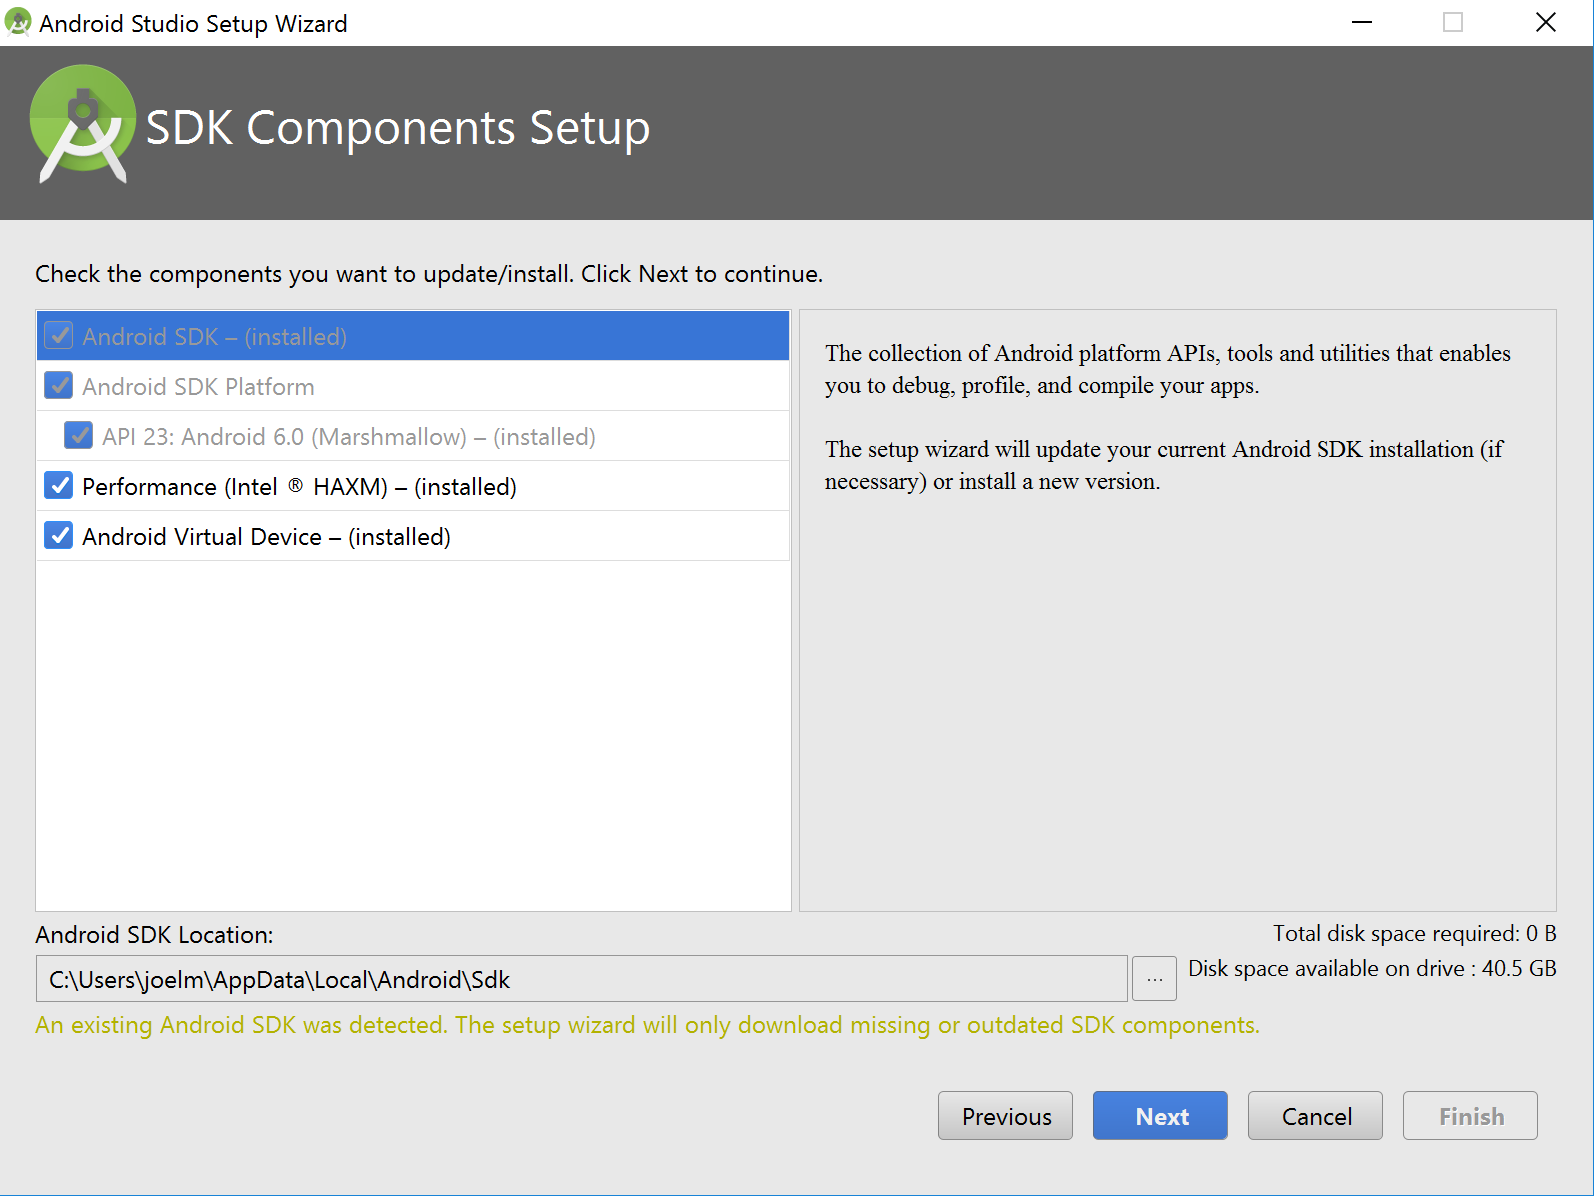 Android Studio Setup Wizard
SDK Components Setup
Check the components you want to update/install. Click Next to continue.
Android SDK – (installed)
Android SDK Platform
API 23: Android 6.0 (Marshmallow) – (installed)
Performance (Intel ® HAXM) – (installed)
Android Virtual Device – (installed)
The collection of Android platform APIs, tools and utilities that enables
you to debug, profile, and compile your apps.
The setup wizard will update your current Android SDK installation (if
necessary) or install a new version.
Android SDK Location:
Total disk space required: 0 B
C:\Users\joelm\AppData\Local\Android\Sdk
...
Disk space available on drive : 40.5 GB
An existing Android SDK was detected. The setup wizard will only download missing or outdated SDK components.
Previous
Next
Cancel
Finish